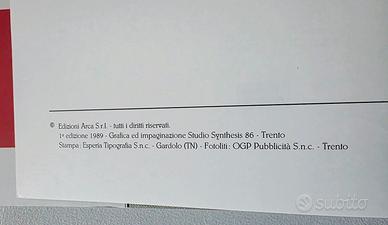 © Edizioni Arca S.r.l. - tutti i diritti riservati.
1ª edizione 1989 - Grafica ed impaginazione Studio Synthesis 86 - Trento
Stampa: Esperia Tipografia S.n.c. - Gardolo (TN) - Fotoliti: OGP Pubblicità S.n.c. - Trento
subito